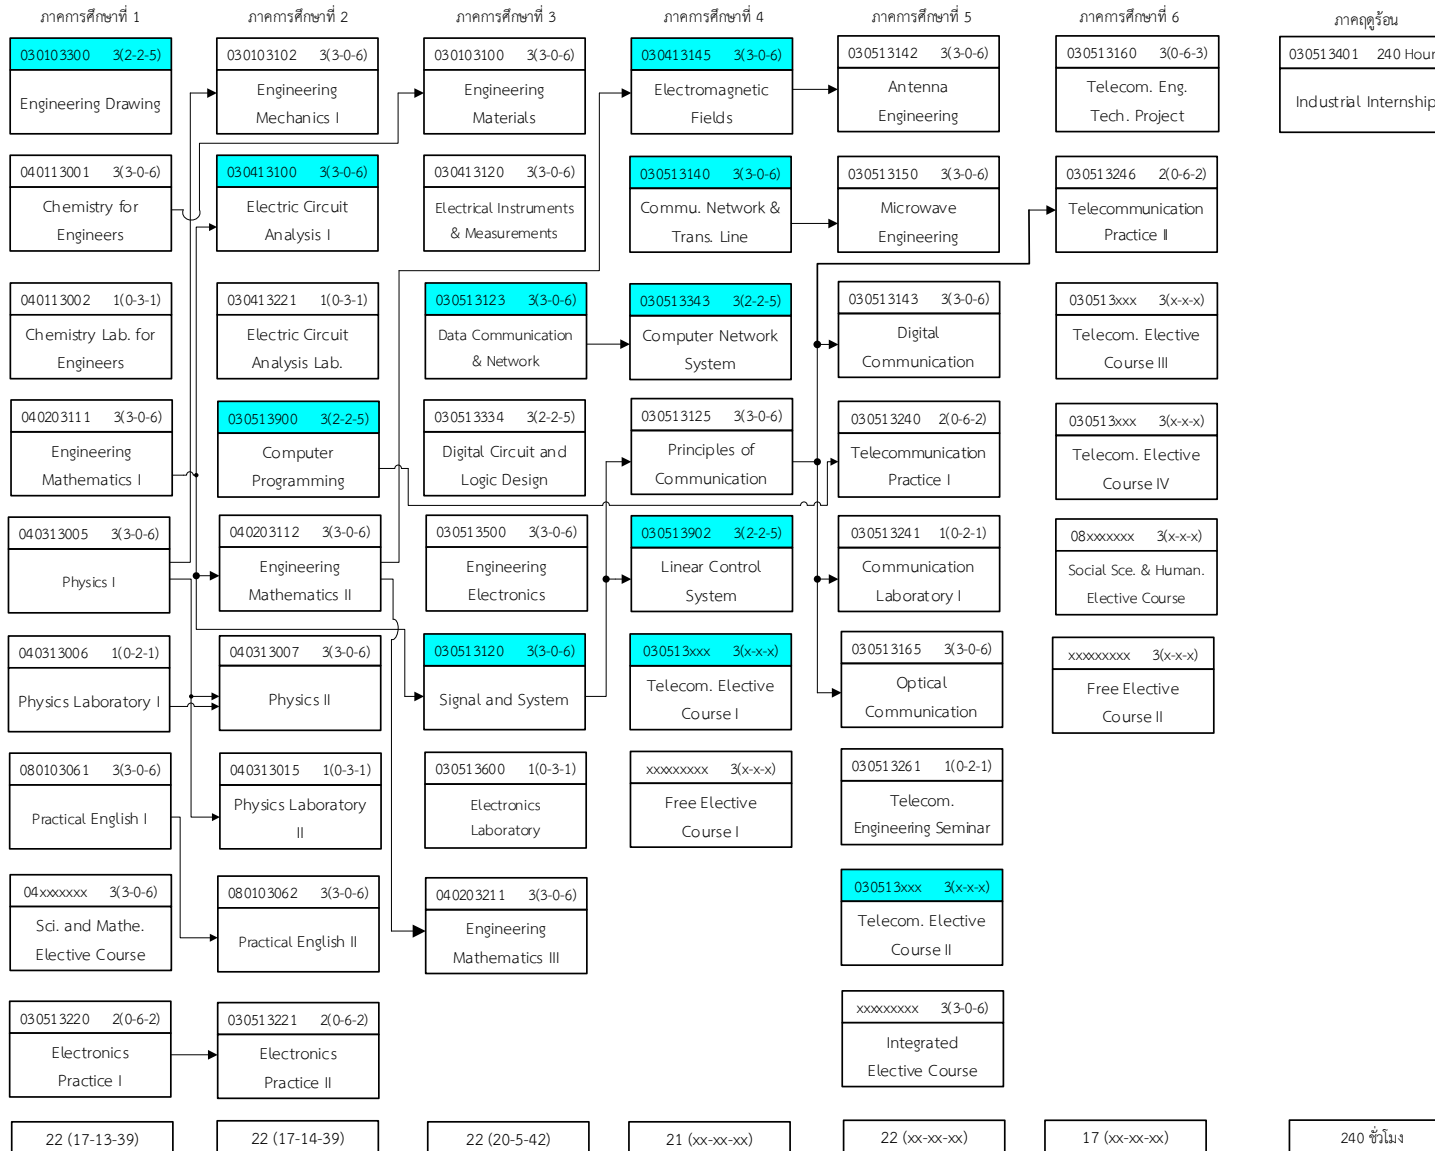 ภาคการศึกษาที่ 1
030103300 3(2-2-5)
Engineering Drawing
040113001 3(3-0-6)
Chemistry for
Engineers
040113002 1(0-3-1)
Chemistry Lab. for
Engineers
040203111 3(3-0-6)
Engineering
Mathematics I
040313005 3(3-0-6)
Physics I
040313006 1(0-2-1)
Physics Laboratory I
080103061 3(3-0-6)
Practical English I
04xxxxxxx 3(3-0-6)
Sci. and Mathe.
Elective Course
030513220 2(0-6-2)
Electronics
Practice I
22 (17-13-39)
ภาคการศึกษาที่ 2
030103102 3(3-0-6)
Engineering
Mechanics I
030413100 3(3-0-6)
Electric Circuit
Analysis I
030413221 1(0-3-1)
Electric Circuit
Analysis Lab.
030513900 3(2-2-5)
Computer
Programming
040203112 3(3-0-6)
Engineering
Mathematics II
040313007 3(3-0-6)
Physics II
040313015 1(0-3-1)
Physics Laboratory
II
080103062 3(3-0-6)
Practical English II
030513221 2(0-6-2)
Electronics
Practice II
22 (17-14-39)
ภาคการศึกษาที่ 3
030103100 3(3-0-6)
Engineering
Materials
030413120 3(3-0-6)
Electrical Instruments
& Measurements
030513123 3(3-0-6)
Data Communication
& Network
030513334 3(2-2-5)
Digital Circuit and
Logic Design
030513500 3(3-0-6)
Engineering
Electronics
030513120 3(3-0-6)
Signal and System
030513600 1(0-3-1)
Electronics
Laboratory
040203211 3(3-0-6)
Engineering
Mathematics III
22 (20-5-42)
ภาคการศึกษาที่ 4
030413145 3(3-0-6)
Electromagnetic
Fields
030513140 3(3-0-6)
Commu. Network &
Trans. Line
030513343 3(2-2-5)
Computer Network
System
030513125 3(3-0-6)
Principles of
Communication
030513902 3(2-2-5)
Linear Control
System
030513xxx 3(x-x-x)
Telecom. Elective
Course I
xxxxxxxxx 3(x-x-x)
Free Elective
Course I
21 (xx-xx-xx)
ภาคการศึกษาที่ 5
030513142 3(3-0-6)
Antenna
Engineering
030513150 3(3-0-6)
Microwave
Engineering
030513143 3(3-0-6)
Digital
Communication
030513240 2(0-6-2)
Telecommunication
Practice I
030513241 1(0-2-1)
Communication
Laboratory I
030513165 3(3-0-6)
Optical
Communication
030513261 1(0-2-1)
Telecom.
Engineering Seminar
030513xxx 3(x-x-x)
Telecom. Elective
Course II
xxxxxxxxx 3(3-0-6)
Integrated
Elective Course
22 (xx-xx-xx)
ภาคการศึกษาที่ 6
030513160 3(0-6-3)
Telecom. Eng.
Tech. Project
030513246 2(0-6-2)
Telecommunication
Practice II
030513xxx 3(x-x-x)
Telecom. Elective
Course III
030513xxx 3(x-x-x)
Telecom. Elective
Course IV
08xxxxxxx 3(x-x-x)
Social Sce. & Human.
Elective Course
xxxxxxxxx 3(x-x-x)
Free Elective
Course II
17 (xx-xx-xx)
ภาคฤดูร้อน
030513401 240 Hour
Industrial Internship
240 ชั่วโมง